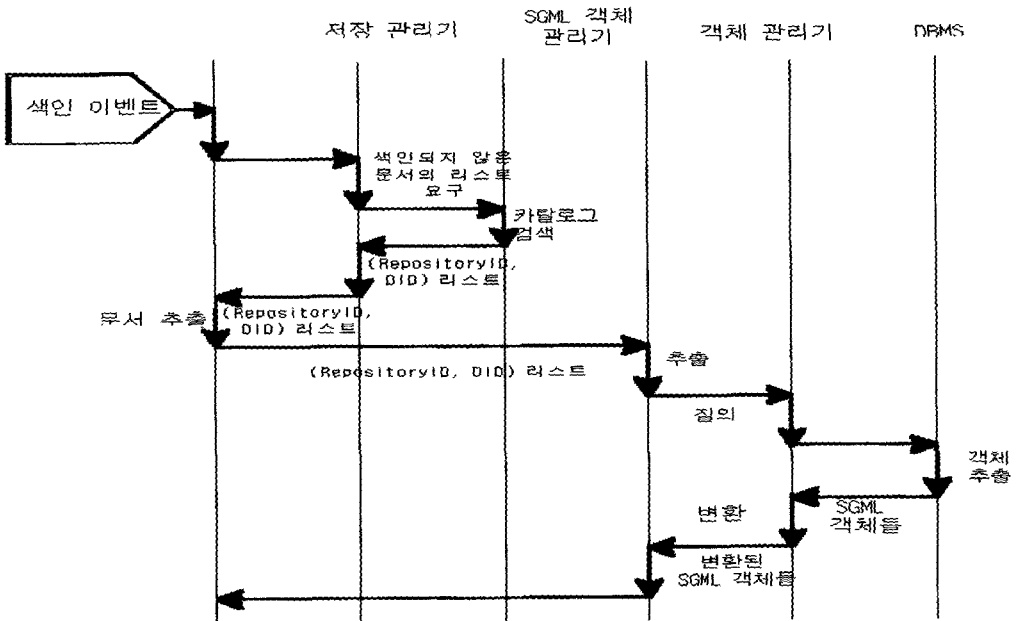 저장 관리기
SGML 객체
관리기
객체 관리기
DBMS
색인 이벤트
색인되지 않은
문서의 리스트
요구
카탈로그
검색
(RepositoryID,
DID) 리스트
문서 추출
(RepositoryID,
DID) 리스트
(RepositoryID, DID) 리스트
추출
질의
객체
추출
SGML
객체들
변환
변환된
SGML 객체들